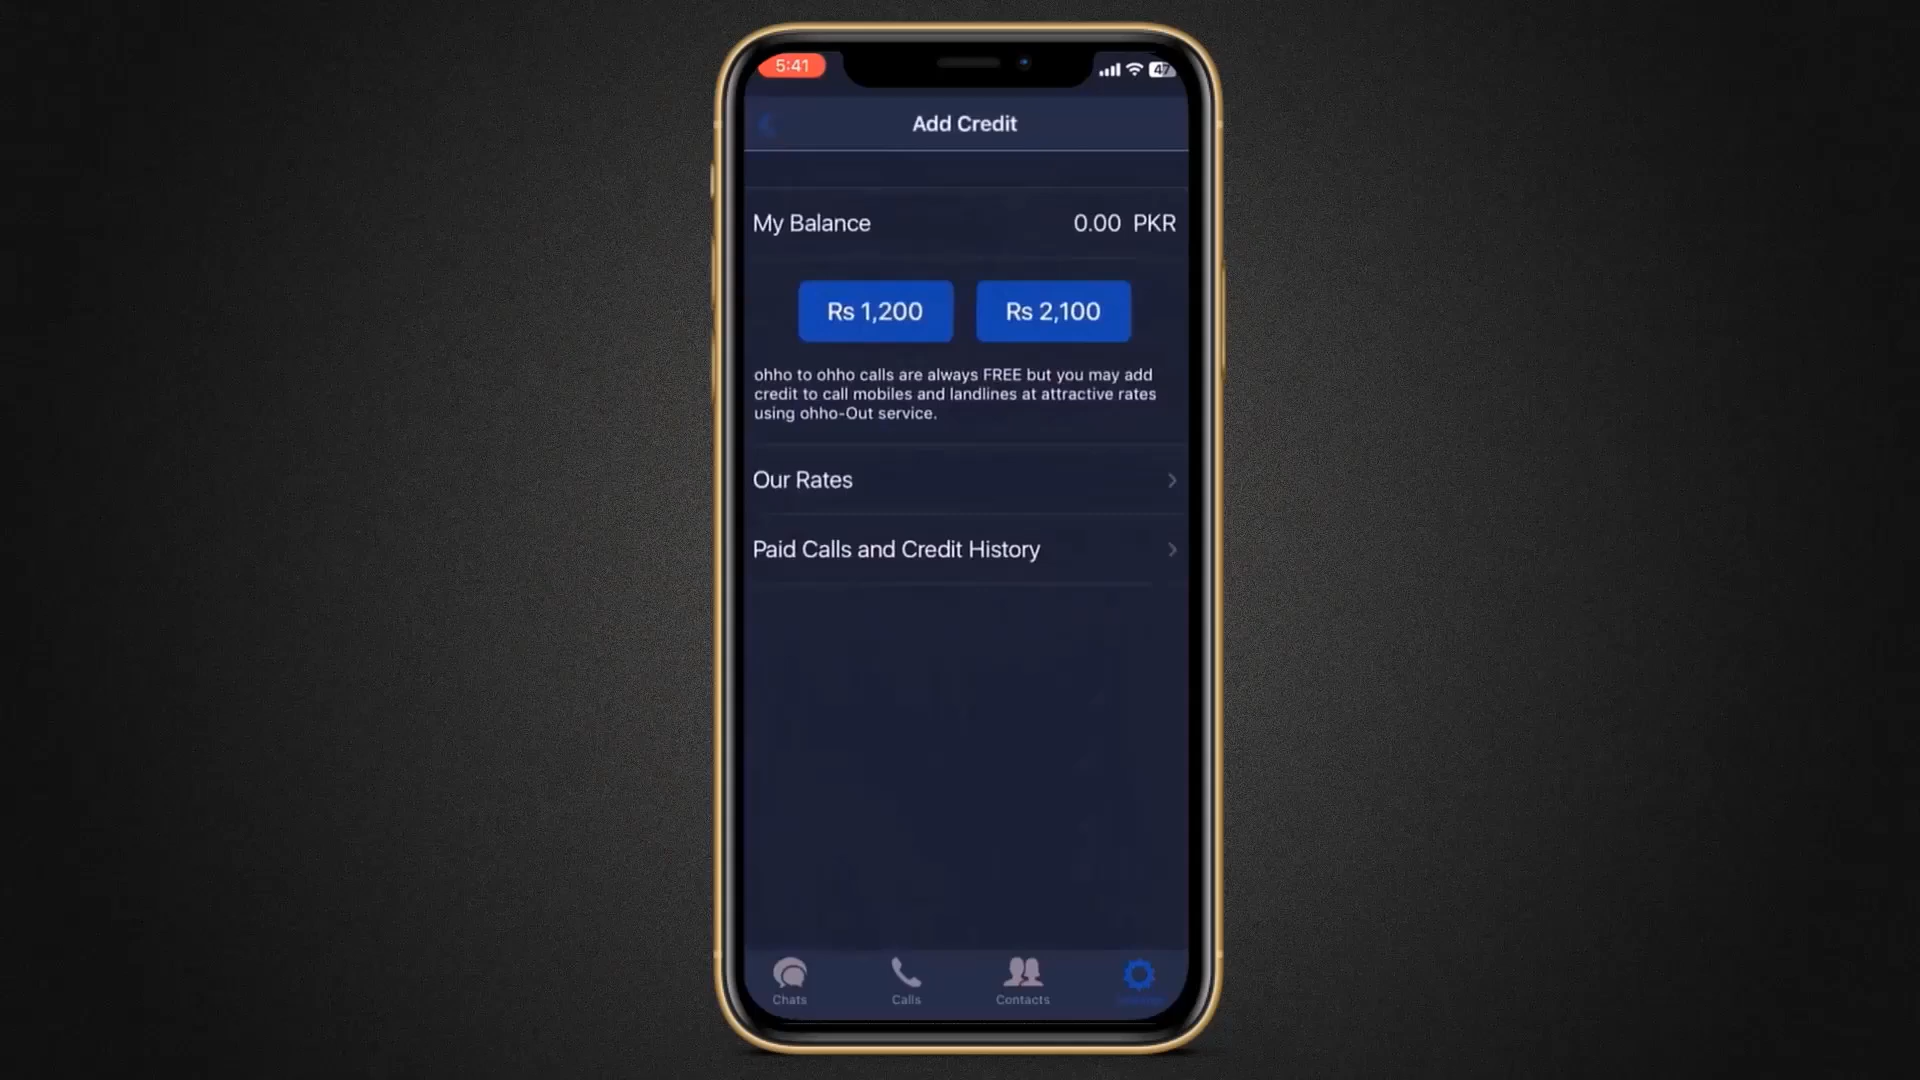 5:41
47
Add Credit
My Balance 0.00 PKR
Rs 1,200 Rs 2,100
ohho to ohho calls are always FREE but you may add
credit to call mobiles and landlines at attractive rates
using ohho-Out service.
Our Rates
Paid Calls and Credit History
Chats Calls Contacts